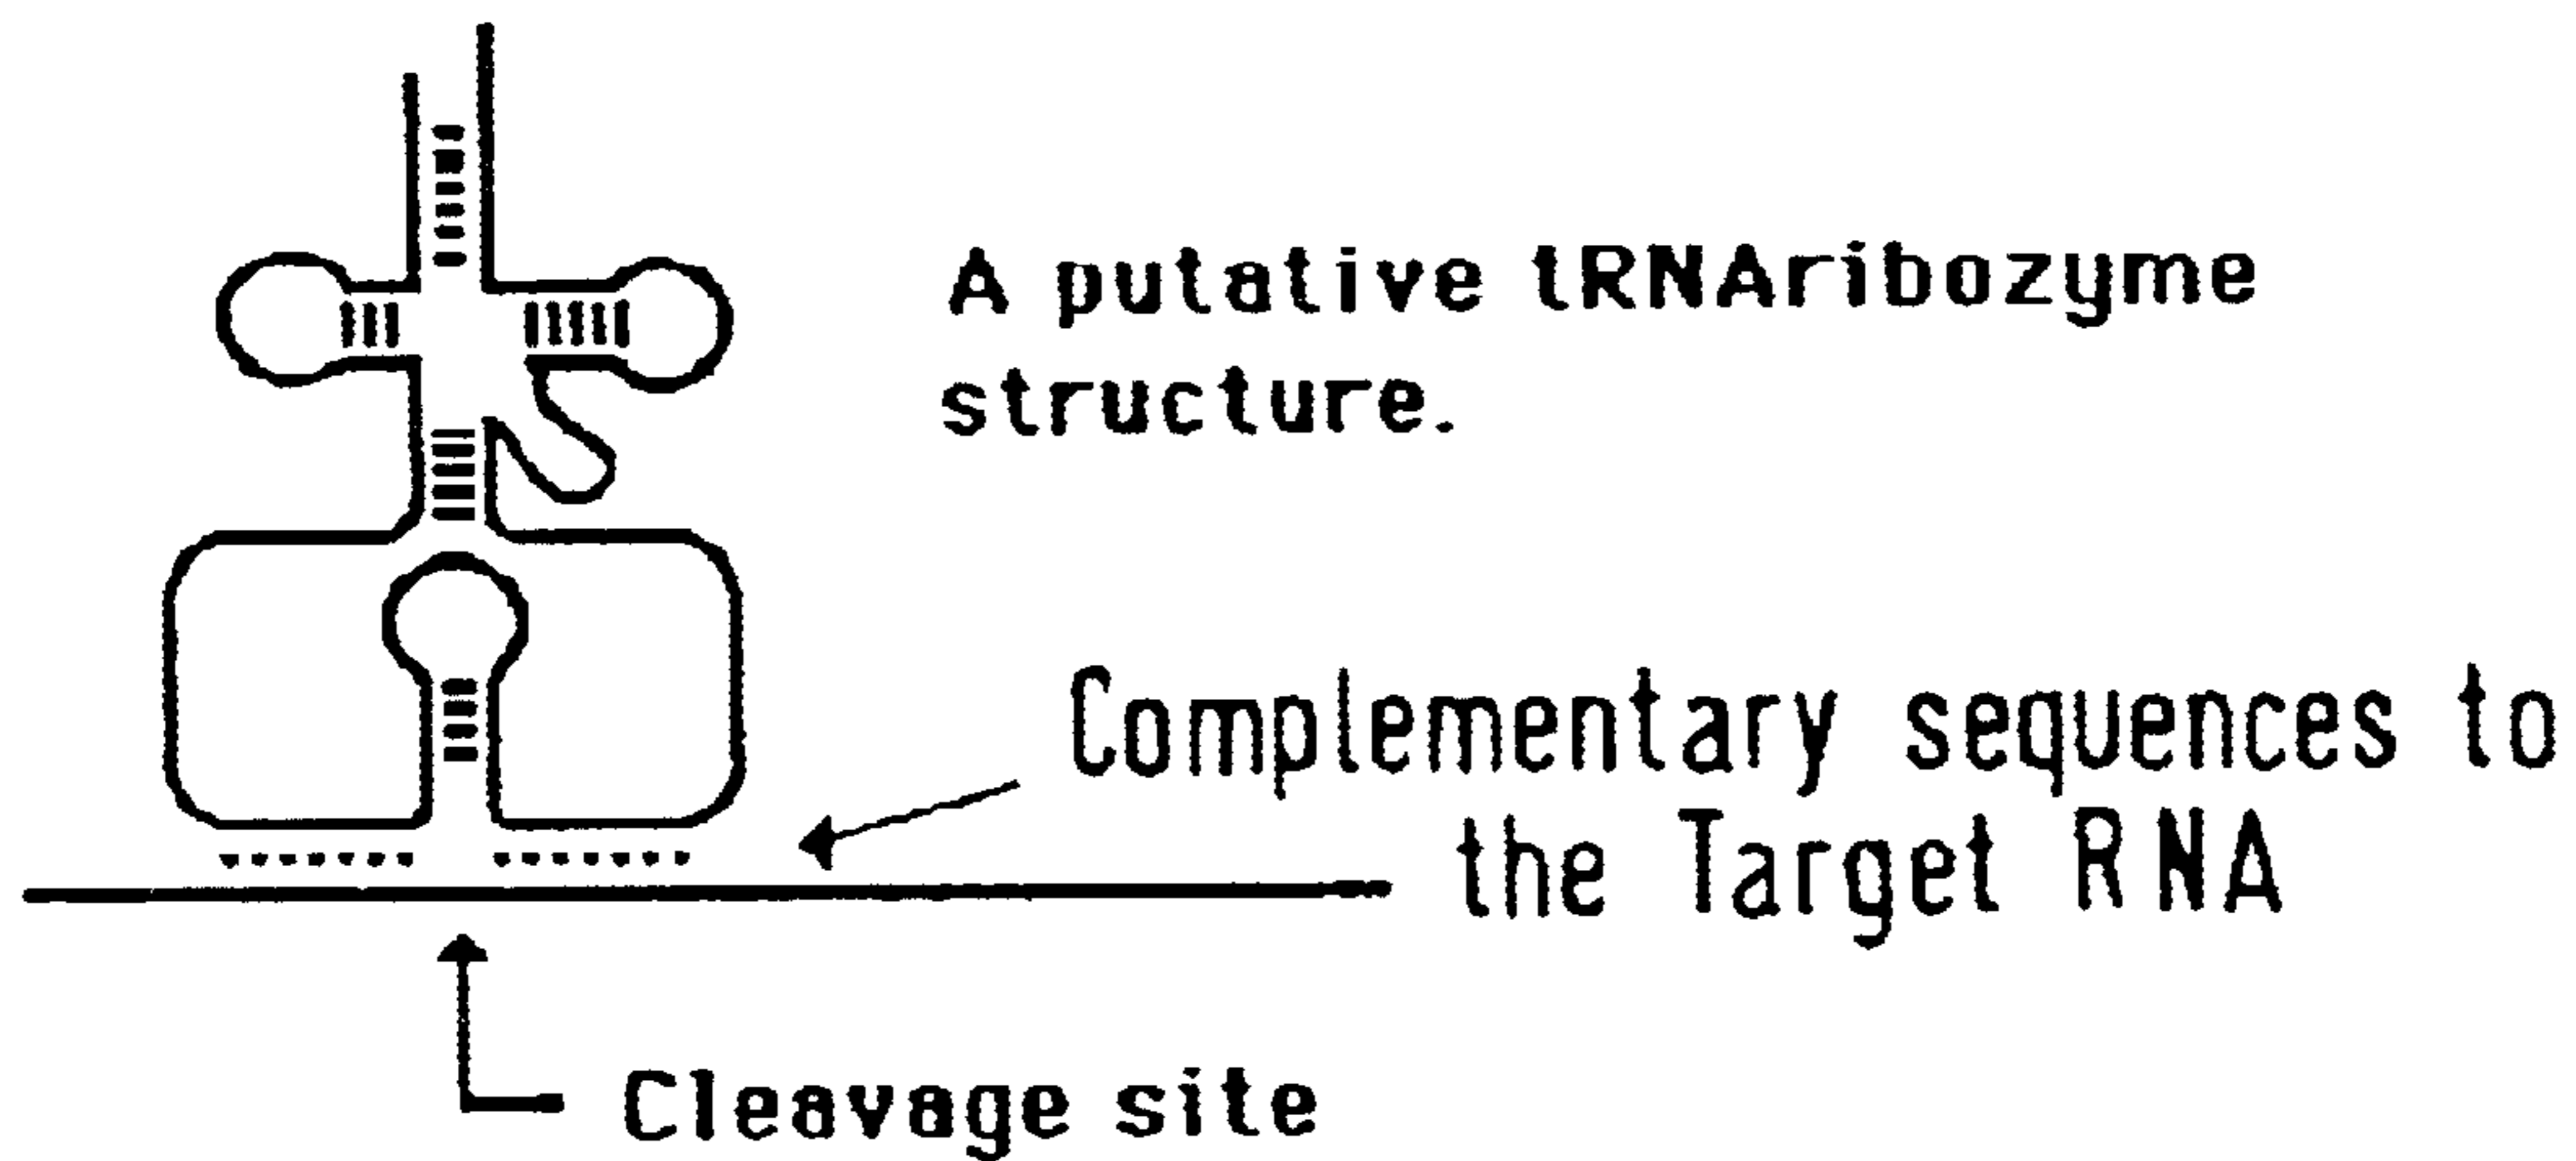 A putative tRNAribozyme
structure.
Complementary sequences to
the Target RNA
Cleavage site